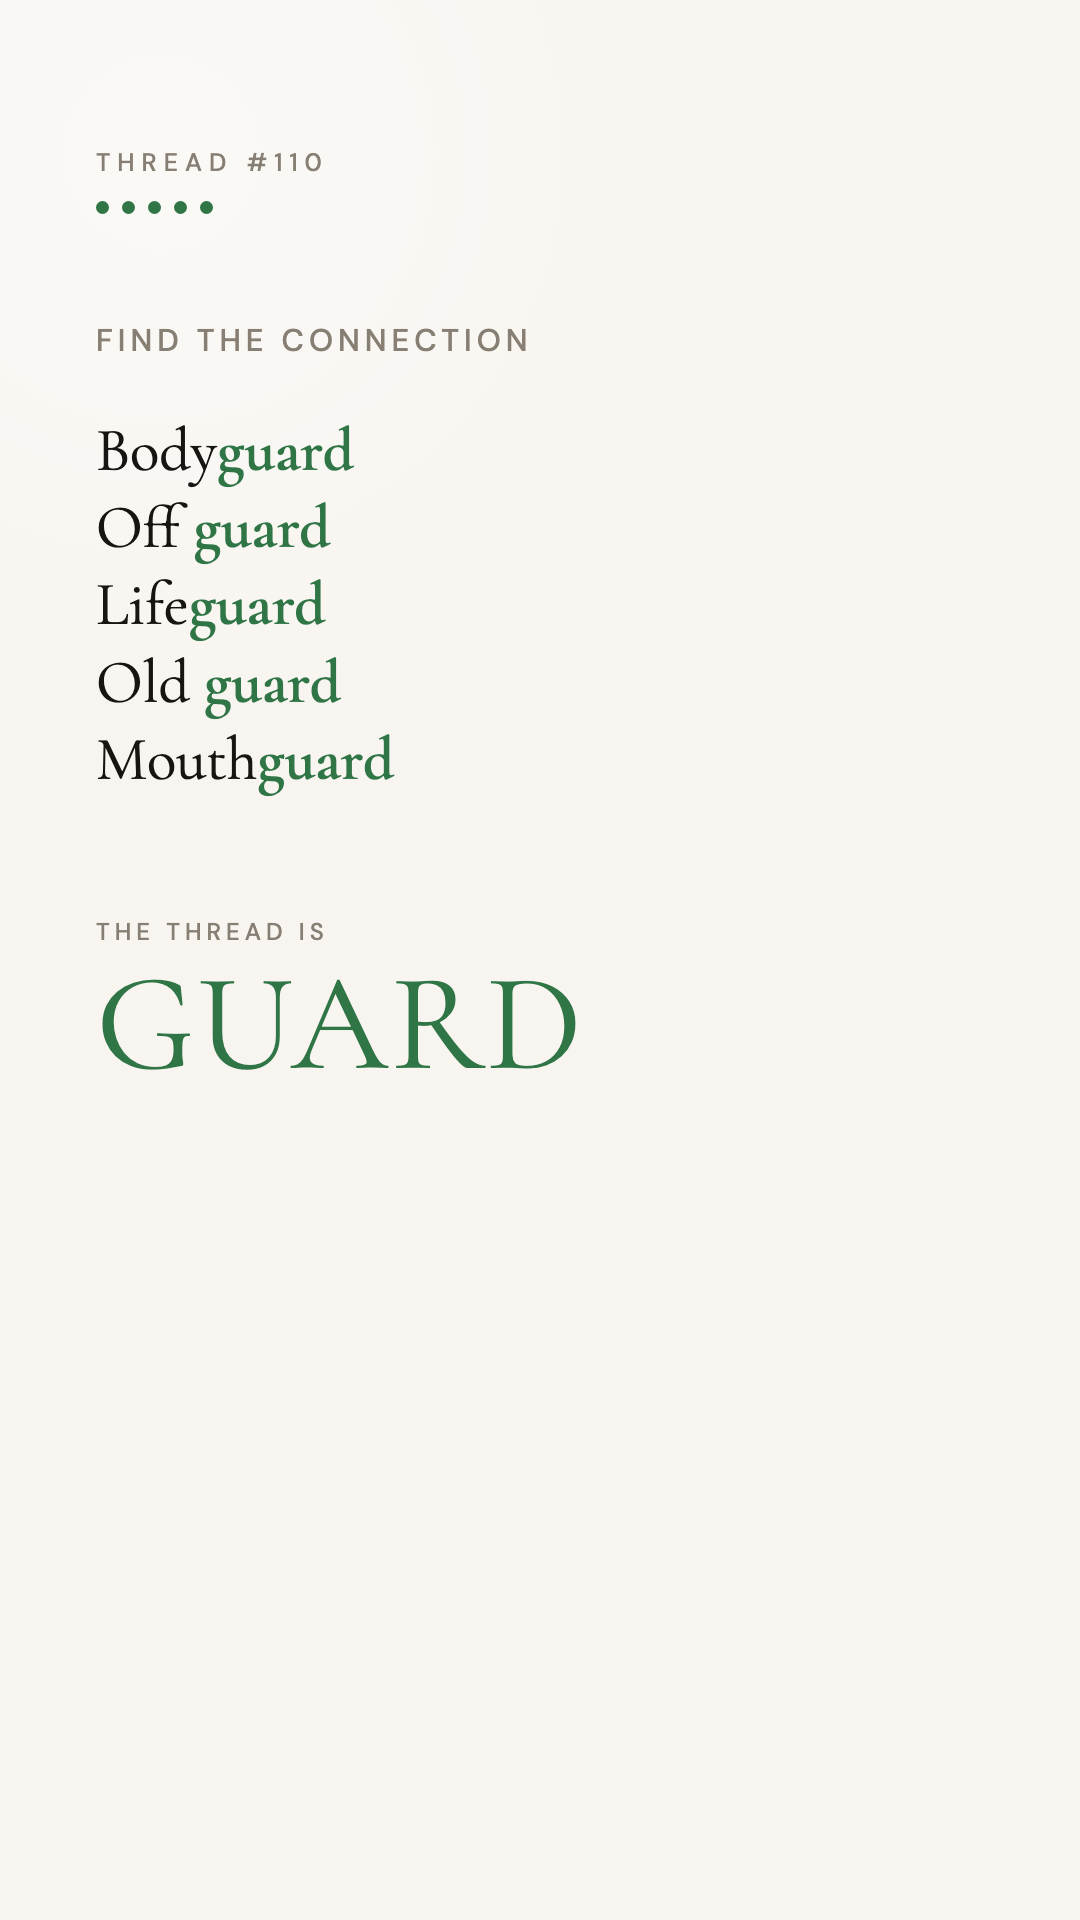 THREAD #110
FIND THE CONNECTION
Bodyguard
Off guard
Lifeguard
Old guard
Mouthguard
THE THREAD IS
GUARD